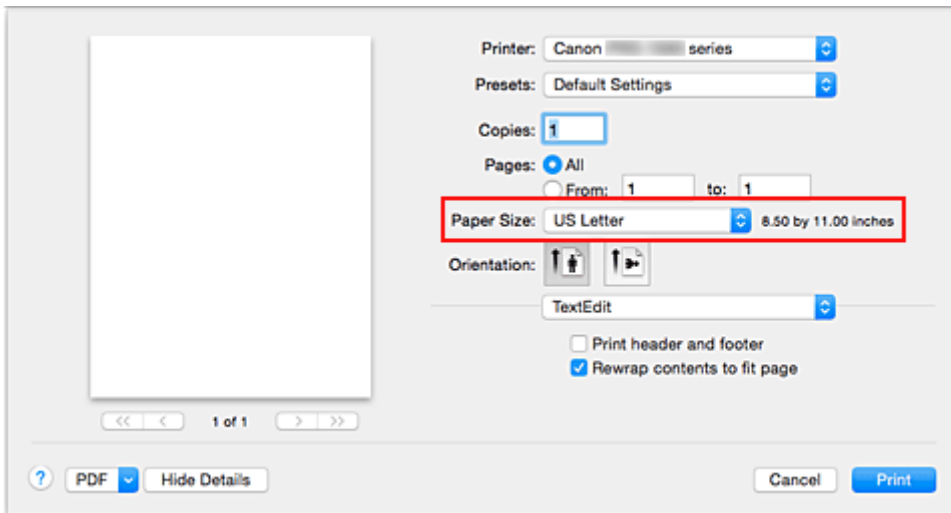 Printer: Canon series
Presets: Default Settings
Copies: 1
Pages: All
From: 1 to: 1
Paper Size: US Letter 8.50 by 11.00 inches
Orientation:
TextEdit
Print header and footer
Rewrap contents to fit page
<< < 1 of 1 > >>
? PDF Hide Details Cancel Print